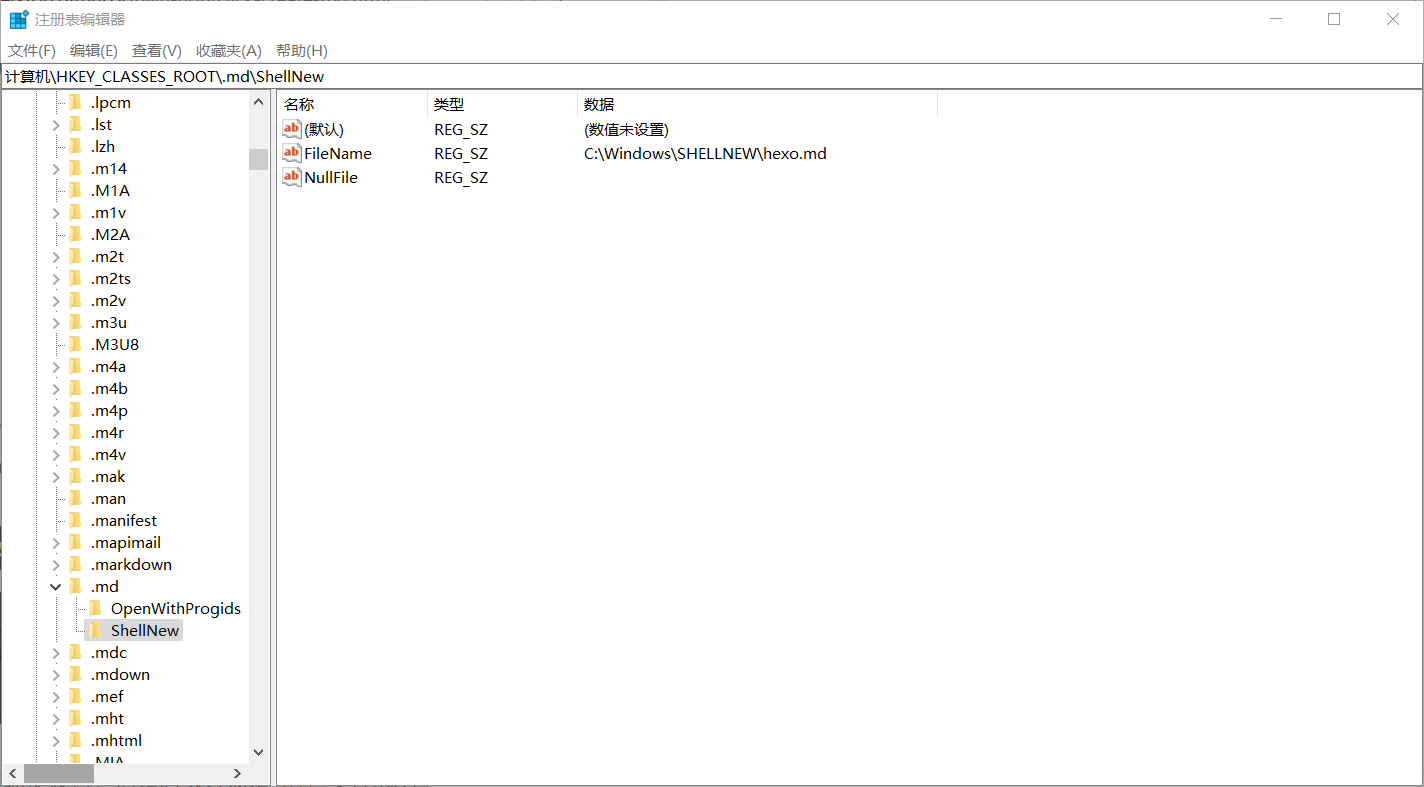 注册表编辑器
文件(F) 编辑(E) 查看(V) 收藏夹(A) 帮助(H)
计算机\HKEY_CLASSES_ROOT\.md\ShellNew
.lpcm
.lst
.lzh
.m14
.M1A
.m1v
.M2A
.m2t
.m2ts
.m2v
.m3u
.M3U8
.m4a
.m4b
.m4p
.m4r
.m4v
.mak
.man
.manifest
.mapimail
.markdown
.md
OpenWithProgids
ShellNew
.mdc
.mdown
.mef
.mht
.mhtml
.MIA
名称 类型 数据
(默认) REG_SZ (数值未设置)
FileName REG_SZ C:\Windows\SHELLNEW\hexo.md
NullFile REG_SZ